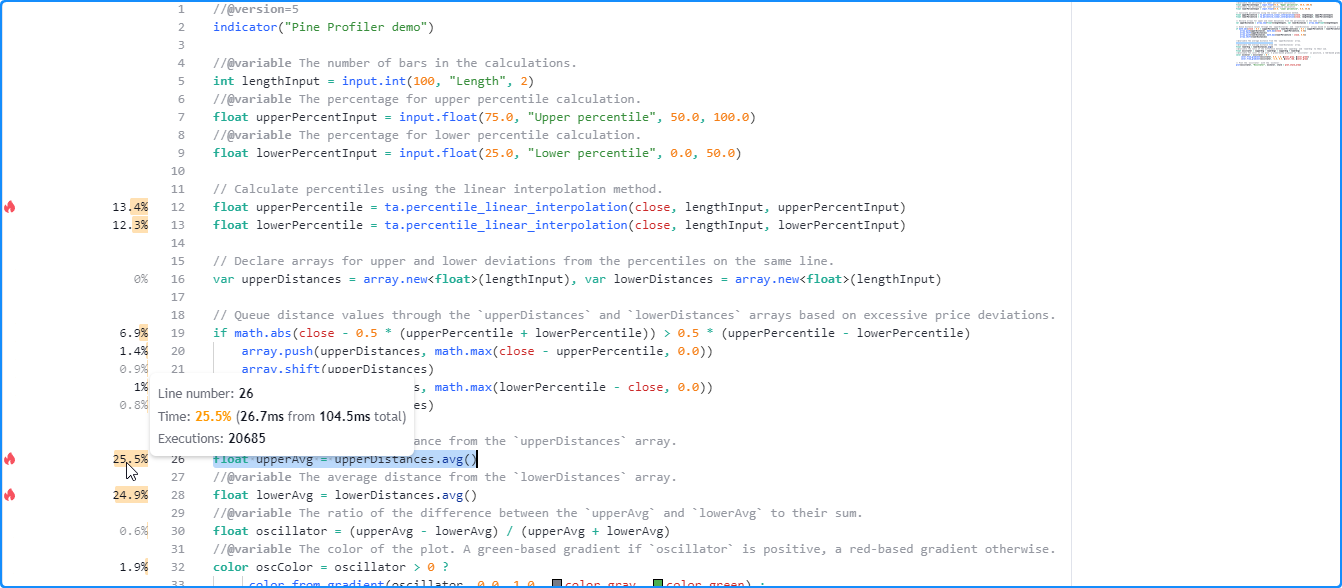 1 //@version=5
2 indicator("Pine Profiler demo")
3
4 //@variable The number of bars in the calculations.
5 int lengthInput = input.int(100, "Length", 2)
6 //@variable The percentage for upper percentile calculation.
7 float upperPercentInput = input.float(75.0, "Upper percentile", 50.0, 100.0)
8 //@variable The percentage for lower percentile calculation.
9 float lowerPercentInput = input.float(25.0, "Lower percentile", 0.0, 50.0)
10
11 // Calculate percentiles using the linear interpolation method.
13.4% 12 float upperPercentile = ta.percentile_linear_interpolation(close, lengthInput, upperPercentInput)
12.3% 13 float lowerPercentile = ta.percentile_linear_interpolation(close, lengthInput, lowerPercentInput)
14
15 // Declare arrays for upper and lower deviations from the percentiles on the same line.
0% 16 var upperDistances = array.new<float>(lengthInput), var lowerDistances = array.new<float>(lengthInput)
17
18 // Queue distance values through the `upperDistances` and `lowerDistances` arrays based on excessive price deviations.
6.9% 19 if math.abs(close - 0.5 * (upperPercentile + lowerPercentile)) > 0.5 * (upperPercentile - lowerPercentile)
1.4% 20 array.push(upperDistances, math.max(close - upperPercentile, 0.0))
0.9% 21 array.shift(upperDistances)
1% s, math.max(lowerPercentile - close, 0.0))
0.8% es)
Line number: 26
Time: 25.5% (26.7ms from 104.5ms total)
Executions: 20685
ance from the `upperDistances` array.
25.5% 26 float upperAvg = upperDistances.avg()
27 //@variable The average distance from the `lowerDistances` array.
24.9% 28 float lowerAvg = lowerDistances.avg()
29 //@variable The ratio of the difference between the `upperAvg` and `lowerAvg` to their sum.
0.6% 30 float oscillator = (upperAvg - lowerAvg) / (upperAvg + lowerAvg)
31 //@variable The color of the plot. A green-based gradient if `oscillator` is positive, a red-based gradient otherwise.
1.9% 32 color oscColor = oscillator > 0 ?
33 color.from_gradient(oscillator, 0.0, 1.0, color.gray, color.green) :